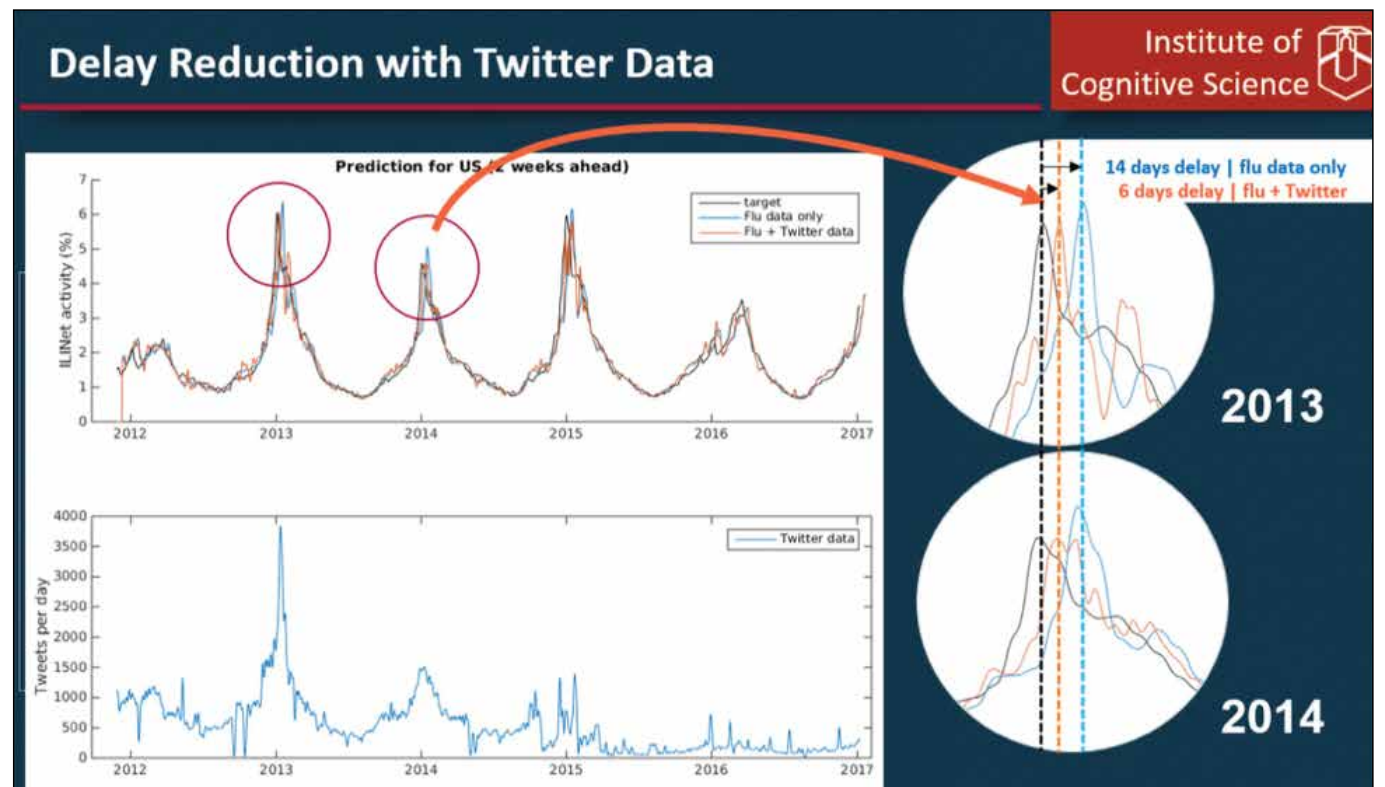 Delay Reduction with Twitter Data
Institute of
Cognitive Science
Prediction for US (2 weeks ahead)
7
6
5
4
3
2
1
0
ILINet activity (%)
target
Flu data only
Flu + Twitter data
2012
2013
2014
2015
2016
2017
4000
3500
3000
2500
2000
1500
1000
500
0
Tweets per day
Twitter data
2012
2013
2014
2015
2016
2017
14 days delay | flu data only
6 days delay | flu + Twitter
2013
2014